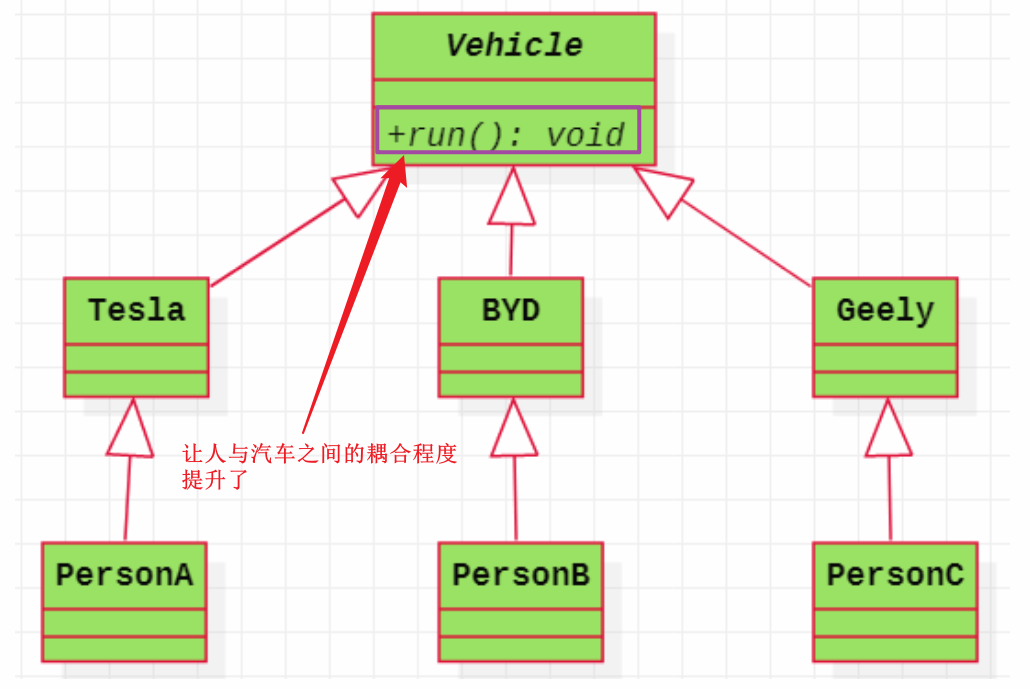 Vehicle
+run(): void
Tesla
BYD
Geely
让人与汽车之间的耦合程度
提升了
PersonA
PersonB
PersonC